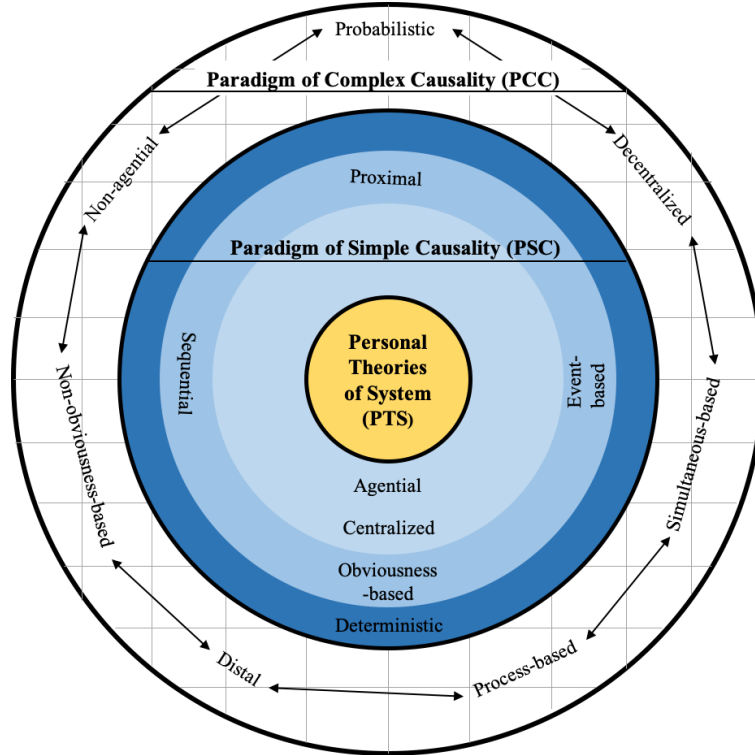 Probabilistic
Paradigm of Complex Causality (PCC)
Non-agential
Decentralized
Proximal
Paradigm of Simple Causality (PSC)
Sequential
Event-
based
Personal
Theories
of System
(PTS)
Non-obviousness-based
Simultaneous-based
Agential
Centralized
Obviousness
-based
Deterministic
Distal
Process-based